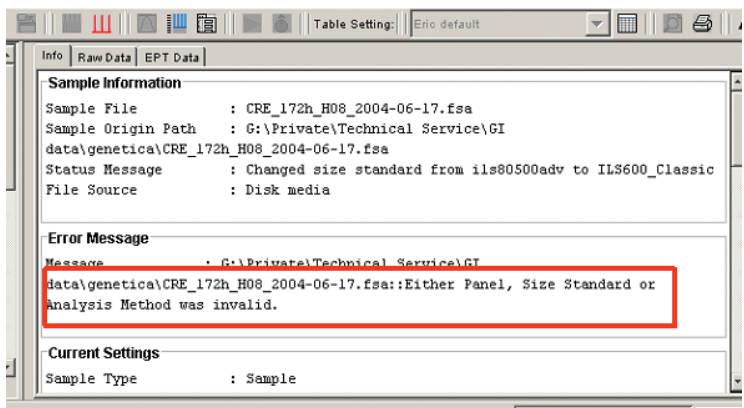 Table Setting: Eric default
Info Raw Data EPT Data
Sample Information
Sample File : CRE_172h_H08_2004-06-17.fsa
Sample Origin Path : G:\Private\Technical Service\GI
data\genetica\CRE_172h_H08_2004-06-17.fsa
Status Message : Changed size standard from ils80500adv to ILS600_Classic
File Source : Disk media
Error Message
Message : G:\Private\Technical Service\GI
data\genetica\CRE_172h_H08_2004-06-17.fsa::Either Panel, Size Standard or
Analysis Method was invalid.
Current Settings
Sample Type : Sample